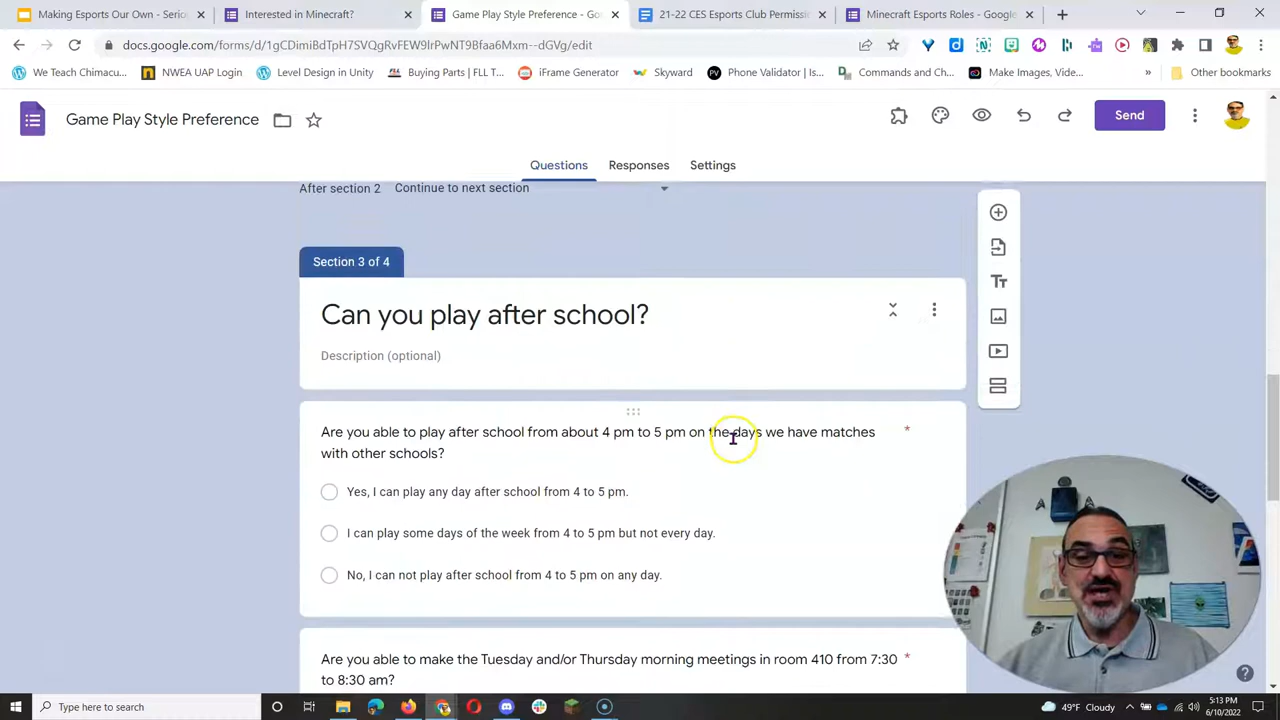 Making Esports Our Own - Serio
Interested in Minecraft?
Game Play Style Preference - Goo
21-22 CES Esports Club Permissi
Minecraft Esports Roles - Google
docs.google.com/forms/d/
/edit
We Teach Chimacu...
NWEA UAP Login
Level Design in Unity
Buying Parts | FLL T...
iFrame Generator
Skyward
Phone Validator | Is...
Commands and Ch...
Make Images, Vide...
»
Other bookmarks
Game Play Style Preference
Send
Questions
Responses
Settings
After section 2 Continue to next section
Section 3 of 4
Can you play after school?
Description (optional)
Are you able to play after school from about 4 pm to 5 pm on the days we have matches *
with other schools?
Yes, I can play any day after school from 4 to 5 pm.
I can play some days of the week from 4 to 5 pm but not every day.
No, I can not play after school from 4 to 5 pm on any day.
Are you able to make the Tuesday and/or Thursday morning meetings in room 410 from 7:30 *
to 8:30 am?
Type here to search
49°F Cloudy
5:13 PM
6/10/2022